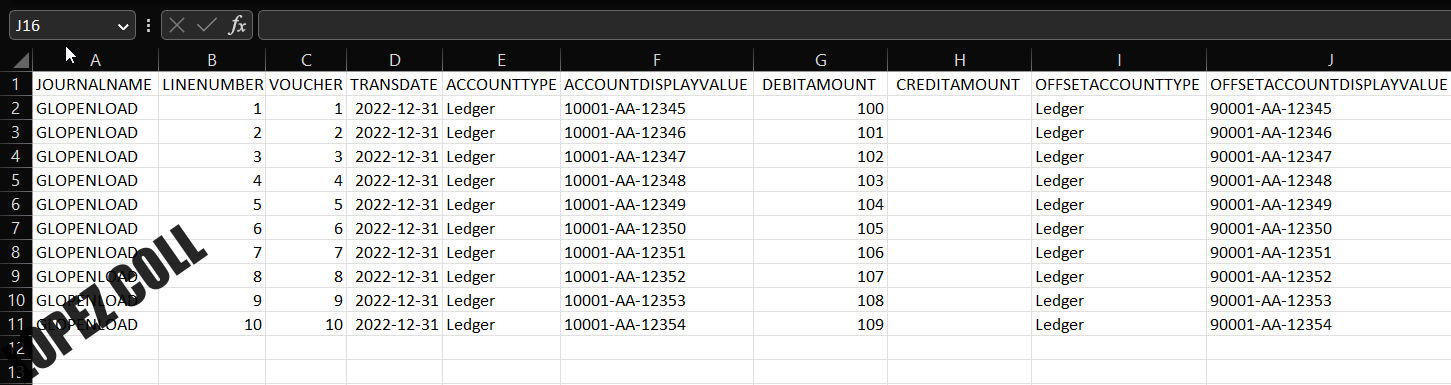 J16 fx
A B C D E F G H I J
1 JOURNALNAME LINENUMBER VOUCHER TRANSDATE ACCOUNTTYPE ACCOUNTDISPLAYVALUE DEBITAMOUNT CREDITAMOUNT OFFSETACCOUNTTYPE OFFSETACCOUNTDISPLAYVALUE
2 GLOPENLOAD 1 1 2022-12-31 Ledger 10001-AA-12345 100 Ledger 90001-AA-12345
3 GLOPENLOAD 2 2 2022-12-31 Ledger 10001-AA-12346 101 Ledger 90001-AA-12346
4 GLOPENLOAD 3 3 2022-12-31 Ledger 10001-AA-12347 102 Ledger 90001-AA-12347
5 GLOPENLOAD 4 4 2022-12-31 Ledger 10001-AA-12348 103 Ledger 90001-AA-12348
6 GLOPENLOAD 5 5 2022-12-31 Ledger 10001-AA-12349 104 Ledger 90001-AA-12349
7 GLOPENLOAD 6 6 2022-12-31 Ledger 10001-AA-12350 105 Ledger 90001-AA-12350
8 GLOPENLOAD 7 7 2022-12-31 Ledger 10001-AA-12351 106 Ledger 90001-AA-12351
9 GLOPENLOAD 8 8 2022-12-31 Ledger 10001-AA-12352 107 Ledger 90001-AA-12352
10 GLOPENLOAD 9 9 2022-12-31 Ledger 10001-AA-12353 108 Ledger 90001-AA-12353
11 GLOPENLOAD 10 10 2022-12-31 Ledger 10001-AA-12354 109 Ledger 90001-AA-12354
12
13
LOPEZ COLL